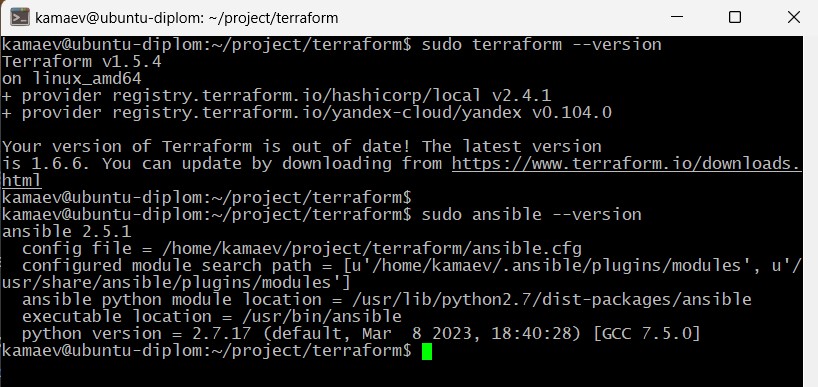 kamaev@ubuntu-diplom: ~/project/terraform
kamaev@ubuntu-diplom:~/project/terraform$ sudo terraform --version
Terraform v1.5.4
on linux_amd64
+ provider registry.terraform.io/hashicorp/local v2.4.1
+ provider registry.terraform.io/yandex-cloud/yandex v0.104.0

Your version of Terraform is out of date! The latest version
is 1.6.6. You can update by downloading from https://www.terraform.io/downloads.
html
kamaev@ubuntu-diplom:~/project/terraform$
kamaev@ubuntu-diplom:~/project/terraform$ sudo ansible --version
ansible 2.5.1
  config file = /home/kamaev/project/terraform/ansible.cfg
  configured module search path = [u'/home/kamaev/.ansible/plugins/modules', u'/
usr/share/ansible/plugins/modules']
  ansible python module location = /usr/lib/python2.7/dist-packages/ansible
  executable location = /usr/bin/ansible
  python version = 2.7.17 (default, Mar  8 2023, 18:40:28) [GCC 7.5.0]
kamaev@ubuntu-diplom:~/project/terraform$